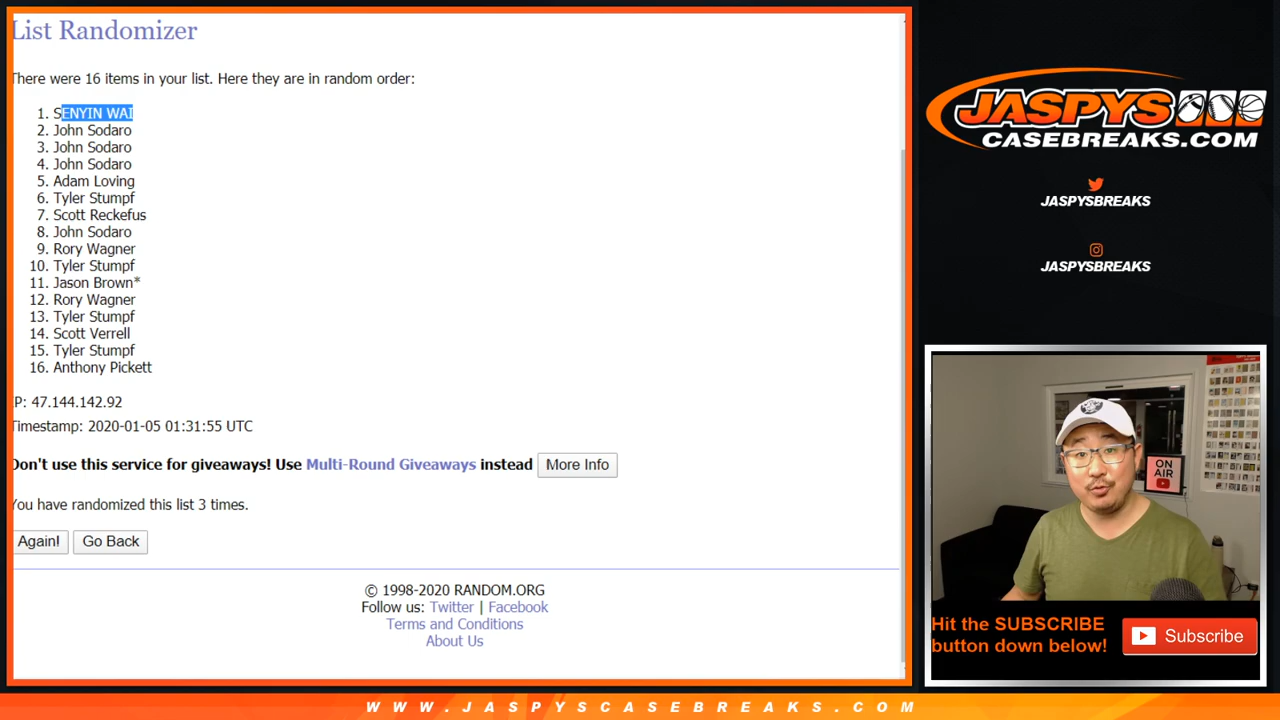 List Randomizer
There were 16 items in your list. Here they are in random order:
1. SENYIN WAI
2. John Sodaro
3. John Sodaro
4. John Sodaro
5. Adam Loving
6. Tyler Stumpf
7. Scott Reckefus
8. John Sodaro
9. Rory Wagner
10. Tyler Stumpf
11. Jason Brown*
12. Rory Wagner
13. Tyler Stumpf
14. Scott Verrell
15. Tyler Stumpf
16. Anthony Pickett
IP: 47.144.142.92
Timestamp: 2020-01-05 01:31:55 UTC
Don't use this service for giveaways! Use Multi-Round Giveaways instead More Info
You have randomized this list 3 times.
Again! Go Back
© 1998-2020 RANDOM.ORG
Follow us: Twitter | Facebook
Terms and Conditions
About Us
JASPYS
CASEBREAKS.COM
JASPYSBREAKS
JASPYSBREAKS
ON
AIR
Hit the SUBSCRIBE
button down below!
Subscribe
WWW.JASPYSCASEBREAKS.COM